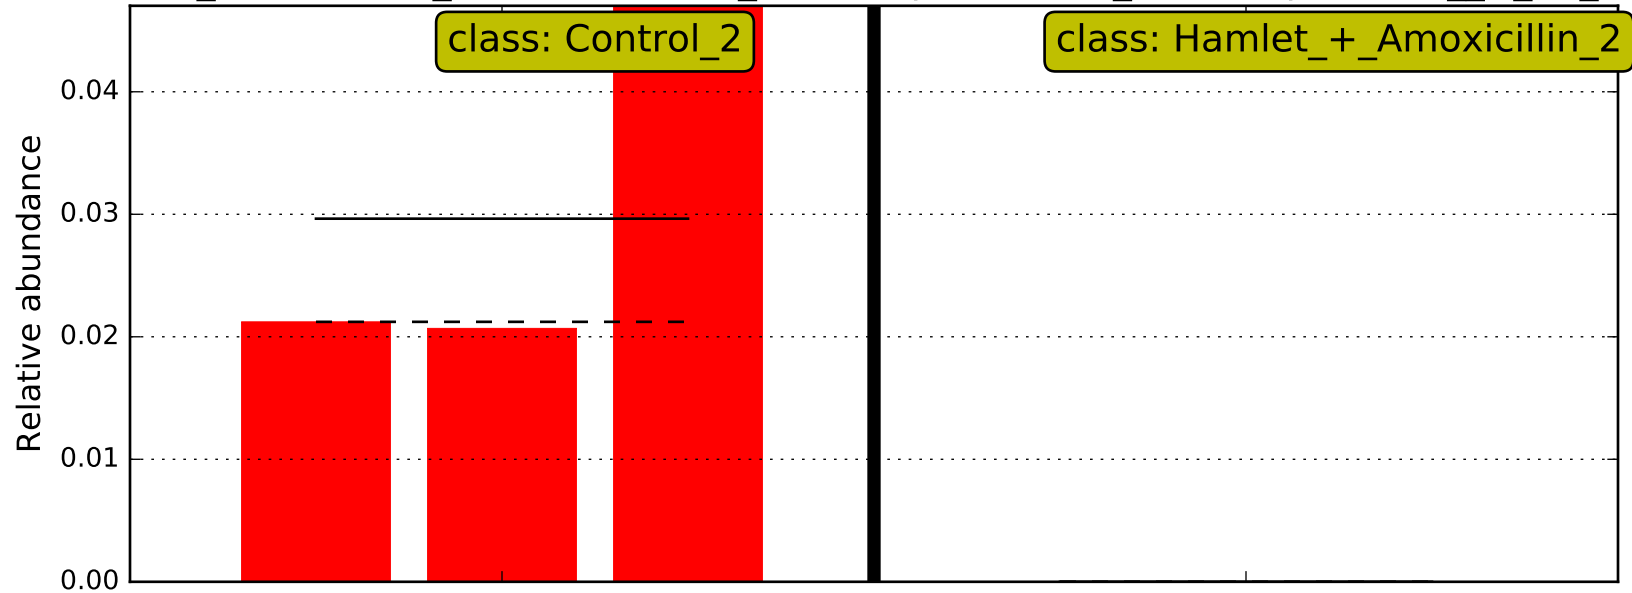 class: Control_2
class: Hamlet_+_Amoxicillin_2
0.04
0.03
0.02
0.01
0.00
Relative abundance